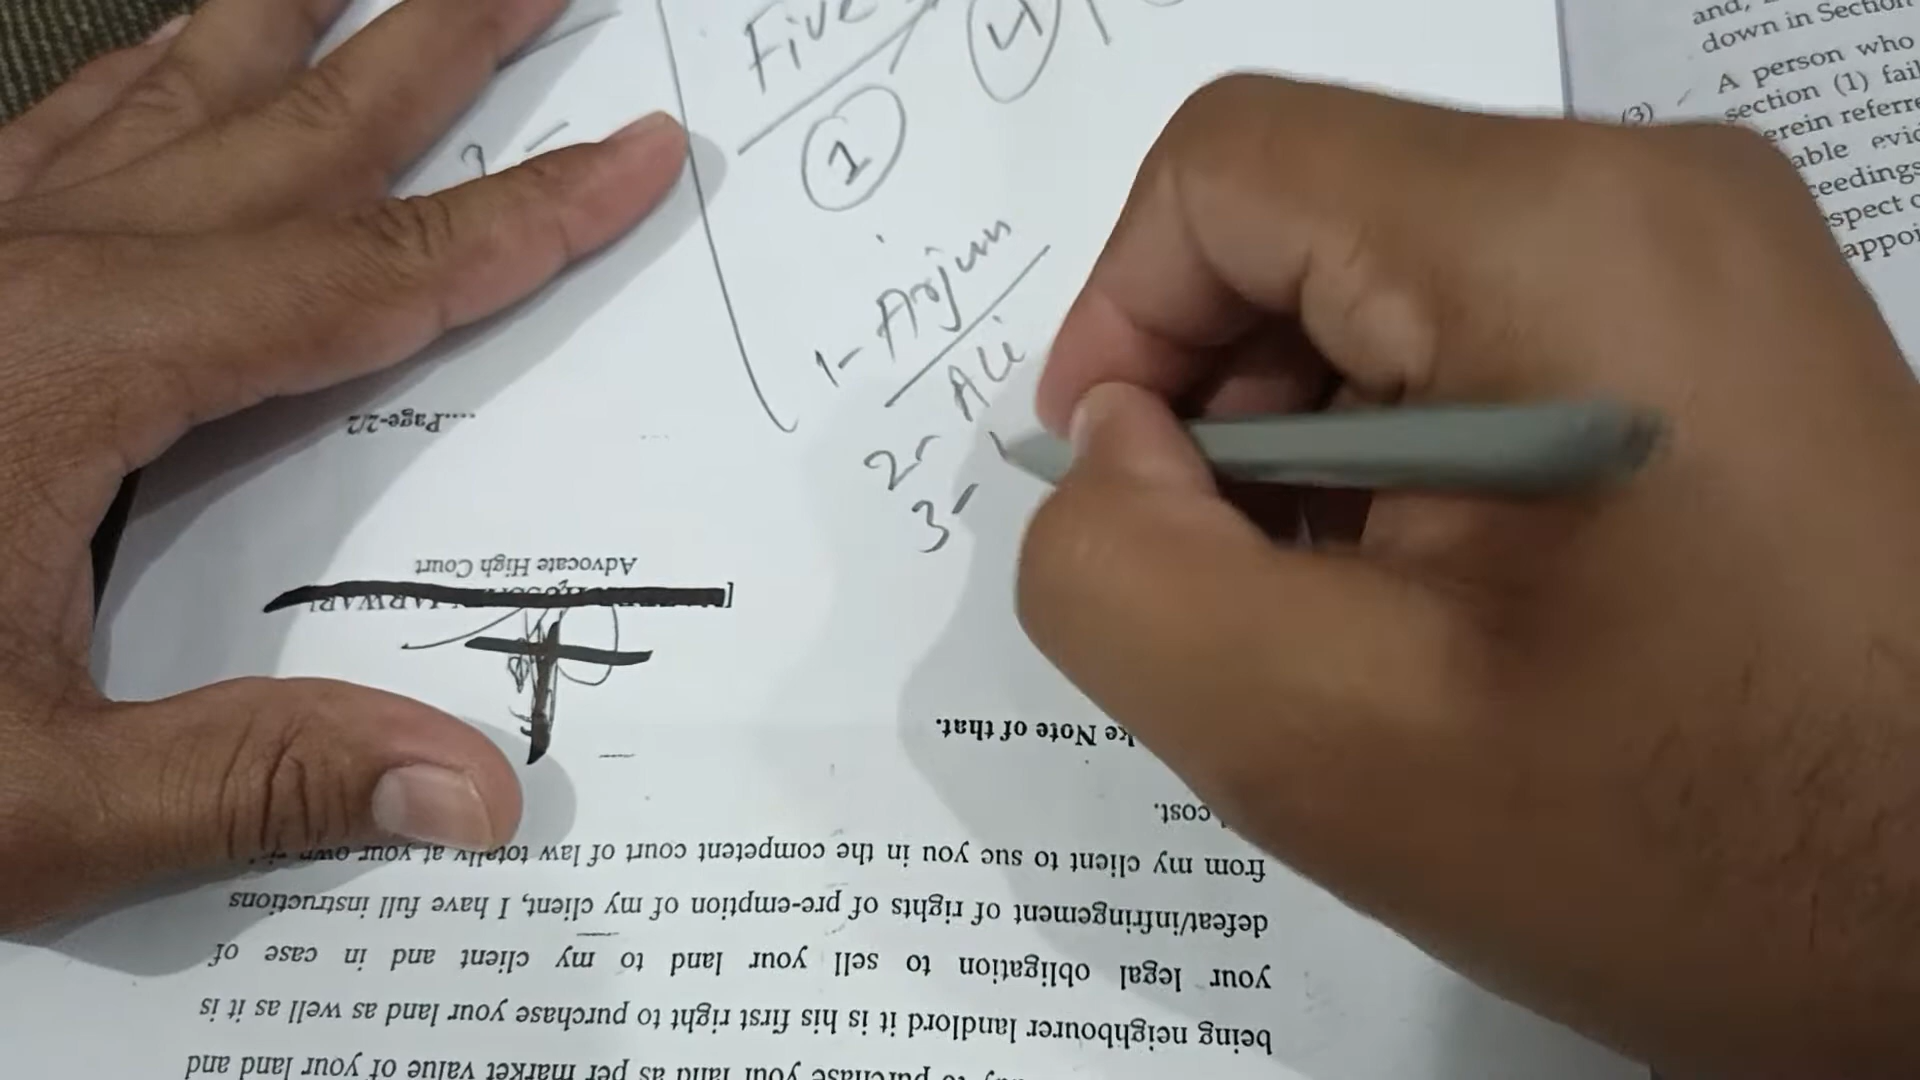 Five
4
1
1- Arjun
2- Ali
3-
and,
down in Section
(3) A person who
section (1) fail
erein referre
able evid
ceedings
spect o
appoi
....Page-2/2
Advocate High Court
ke Note of that.
cost.
from my client to sue you in the competent court of law totally at your own
defeat/infringement of rights of pre-emption of my client, I have full instructions
your legal obligation to sell your land to my client and in case of
being neighbourer landlord it is his first right to purchase your land as well as it is
purchase your land as per market value of your land and